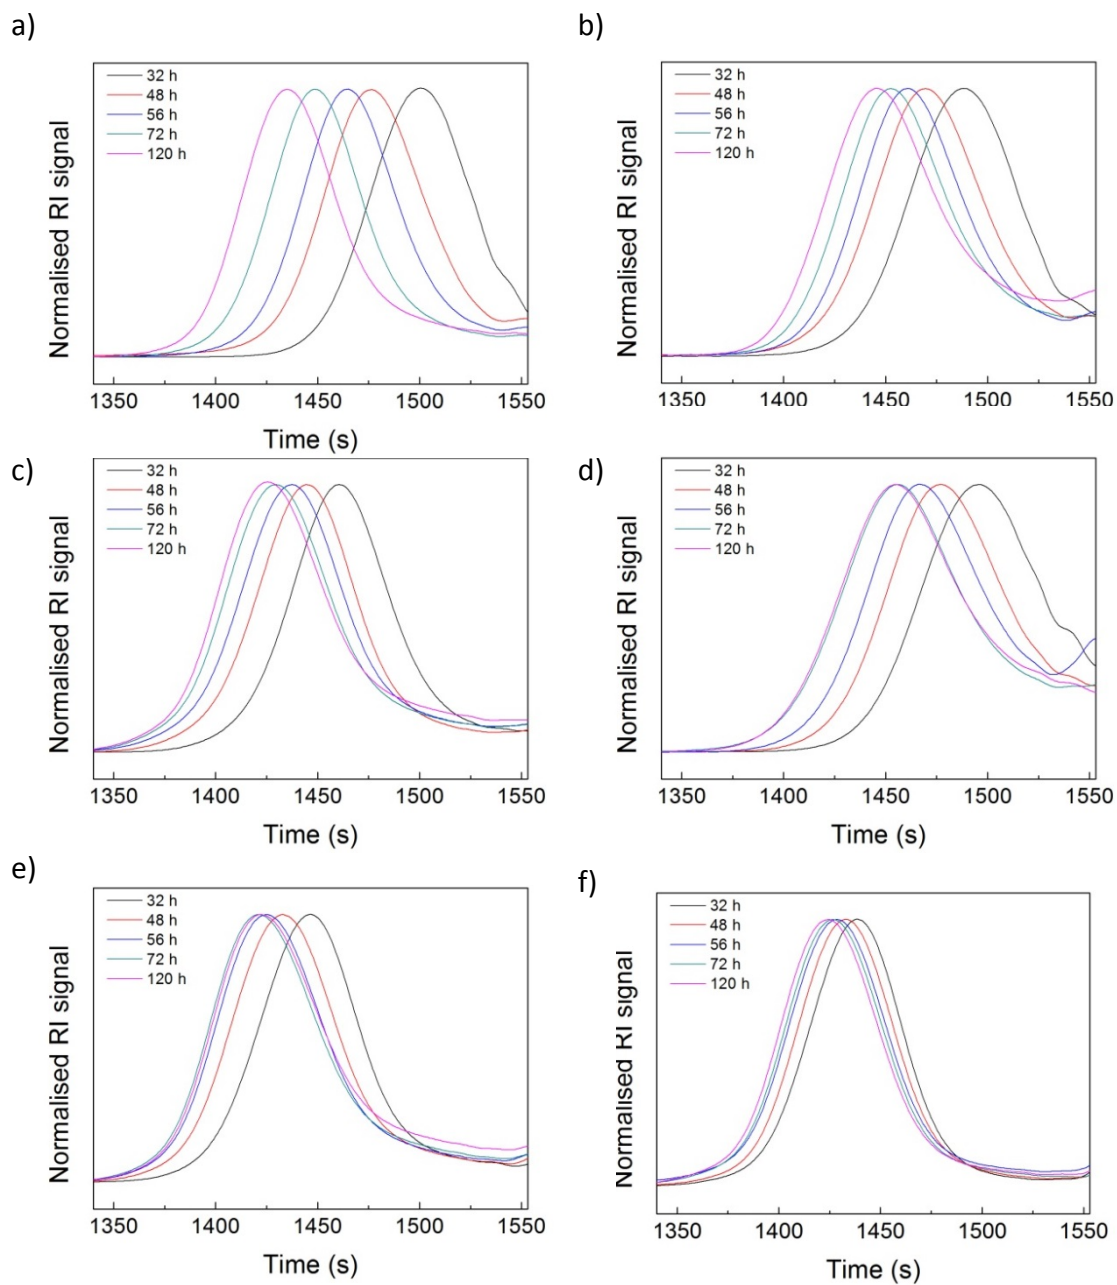 a)
32 h
48 h
56 h
72 h
120 h
Normalised RI signal
1350 1400 1450 1500 1550
Time (s)
b)
32 h
48 h
56 h
72 h
120 h
Normalised RI signal
1350 1400 1450 1500 1550
Time (s)
c)
32 h
48 h
56 h
72 h
120 h
Normalised RI signal
1350 1400 1450 1500 1550
Time (s)
d)
32 h
48 h
56 h
72 h
120 h
Normalised RI signal
1350 1400 1450 1500 1550
Time (s)
e)
32 h
48 h
56 h
72 h
120 h
Normalised RI signal
1350 1400 1450 1500 1550
Time (s)
f)
32 h
48 h
56 h
72 h
120 h
Normalised RI signal
1350 1400 1450 1500 1550
Time (s)